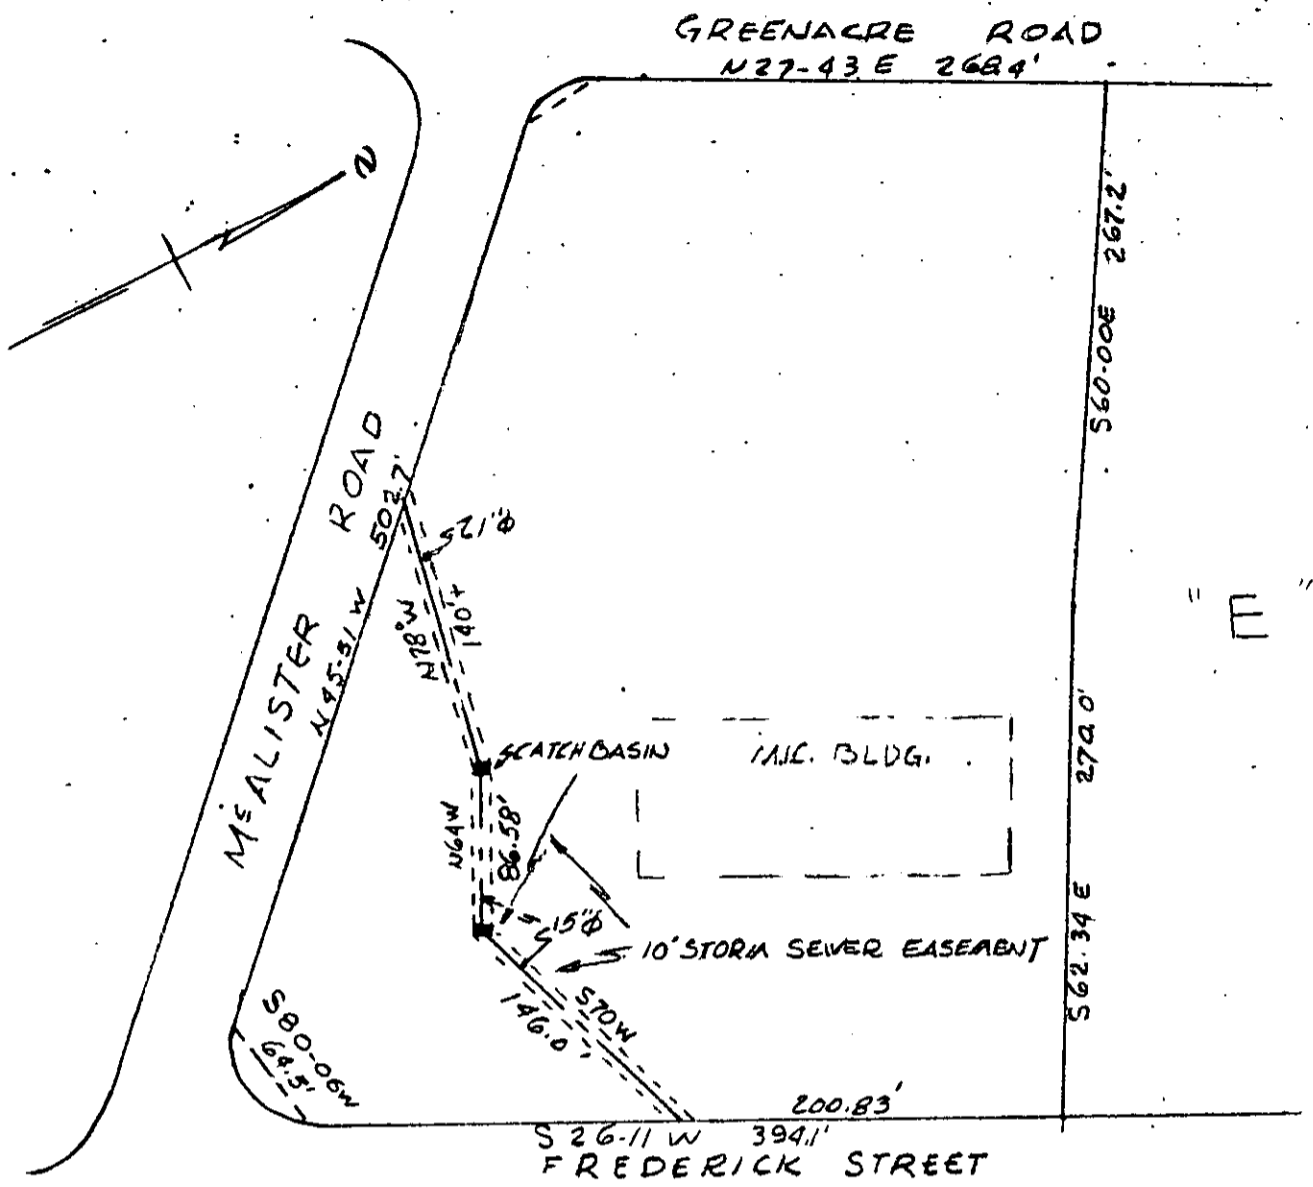 GREENACRE ROAD
N27-43 E 268.4'
N
S60-00E 267.2'
McALISTER ROAD
N45-51 W 502.7'
21"ϕ
N78°W
140'+
"E"
CATCH BASIN
BLDG.
N64W
86.58'
15"ϕ
10' STORM SEWER EASEMENT
S62.34 E 270.0'
S70W
146.0'
S80-06W
64.5'
200.83'
S 26-11 W 394.1'
FREDERICK STREET